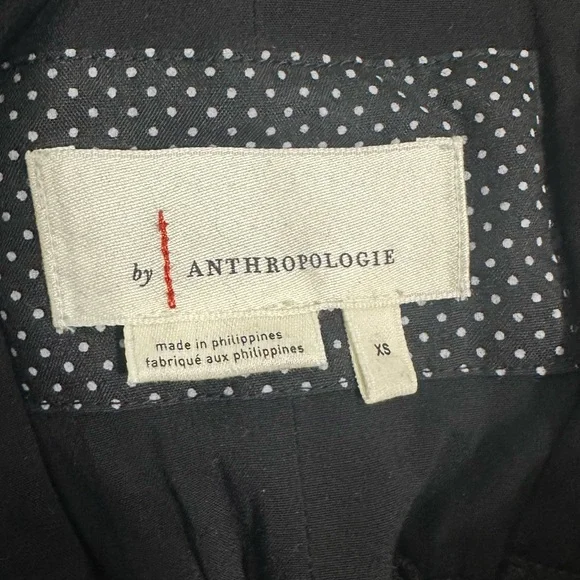 by ANTHROPOLOGIE
made in philippines
fabriqué aux philippines
XS